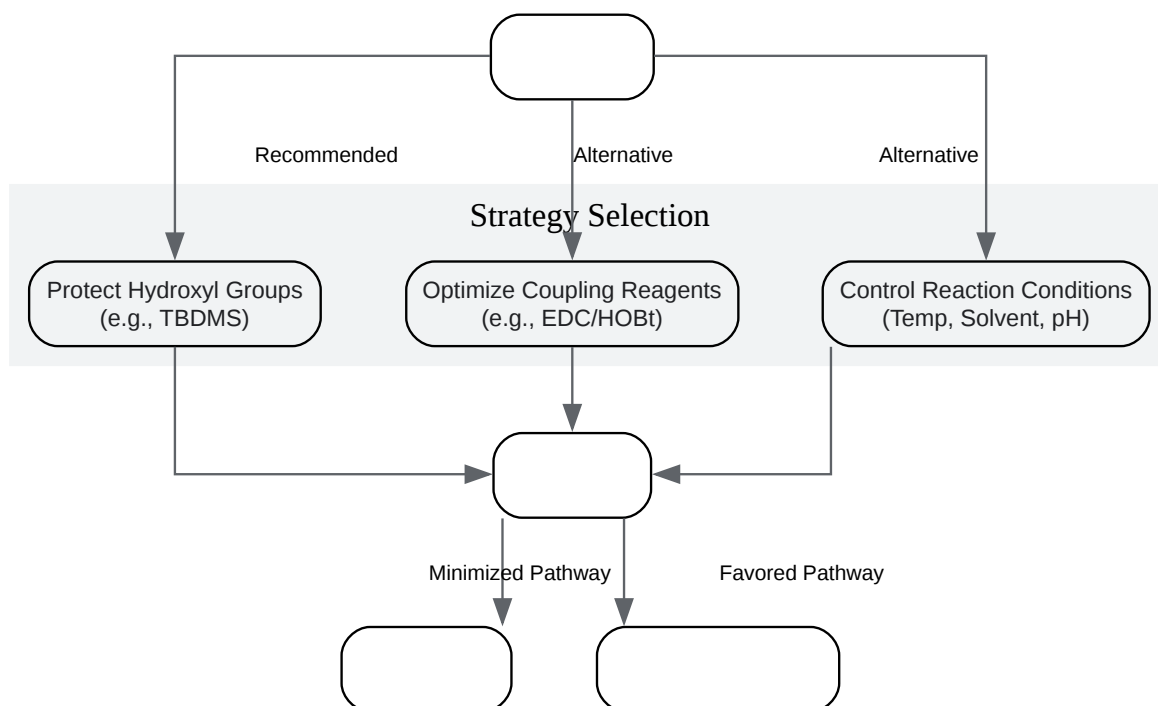 Recommended
Alternative
Alternative
Strategy Selection
Protect Hydroxyl Groups
(e.g., TBDMS)
Optimize Coupling Reagents
(e.g., EDC/HOBt)
Control Reaction Conditions
(Temp, Solvent, pH)
Minimized Pathway
Favored Pathway